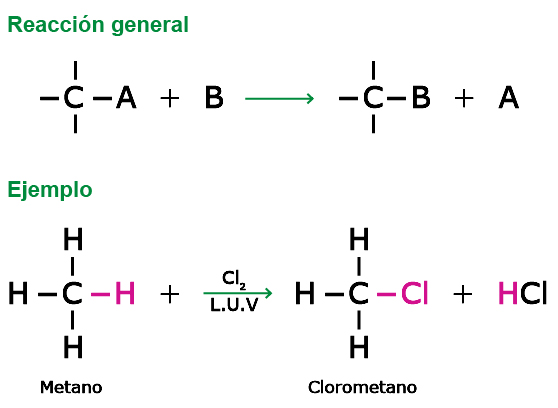 Reacción general
C A + B C B + A
Ejemplo
H H
H C H + Cl₂ H C Cl + HCl
L.U.V
H H
Metano Clorometano